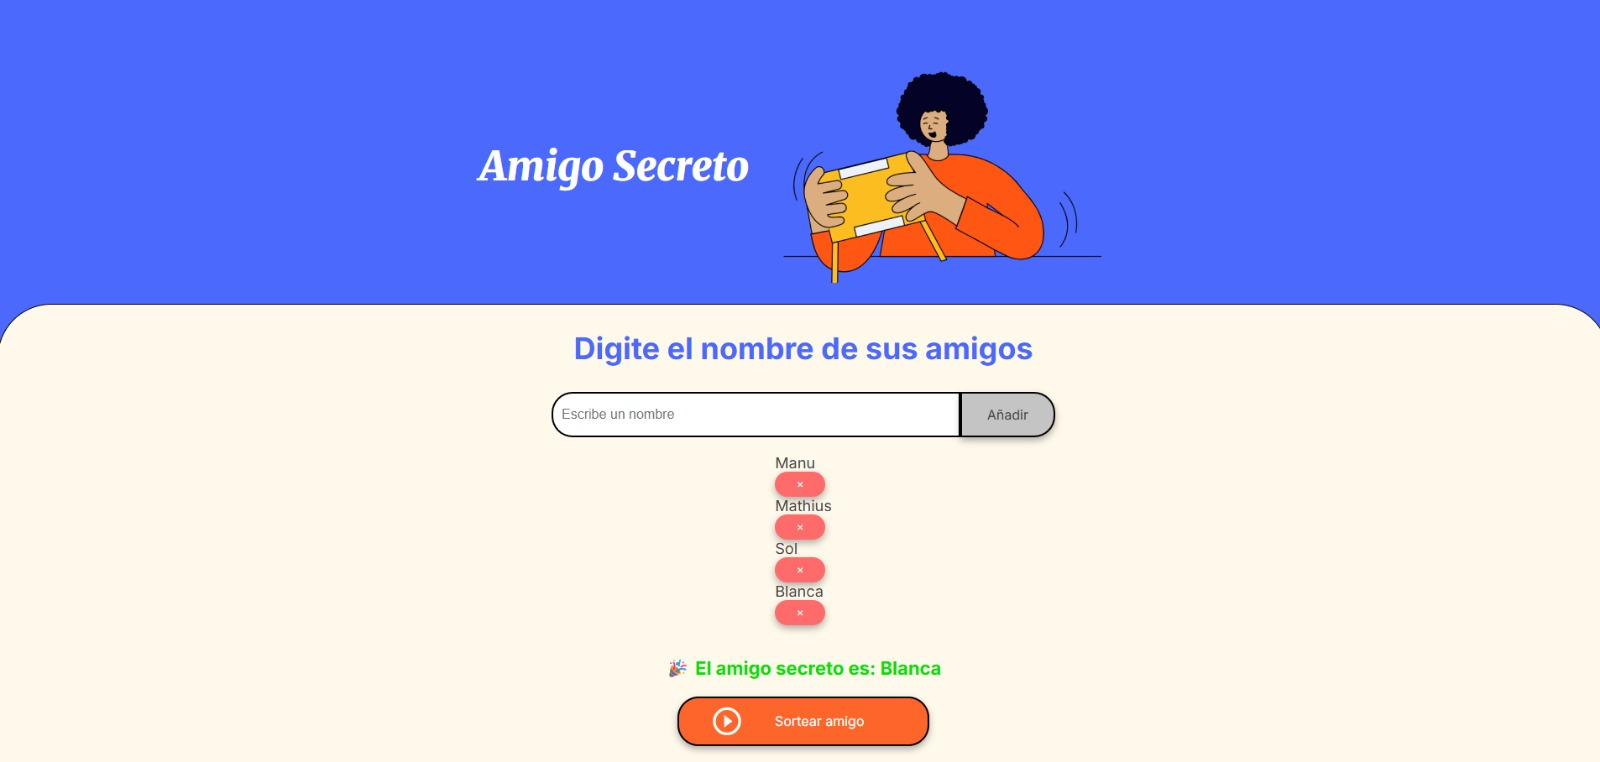 Amigo Secreto
Digite el nombre de sus amigos
Escribe un nombre
Añadir
Manu
×
Mathius
×
Sol
×
Blanca
×
🎉 El amigo secreto es: Blanca
Sortear amigo